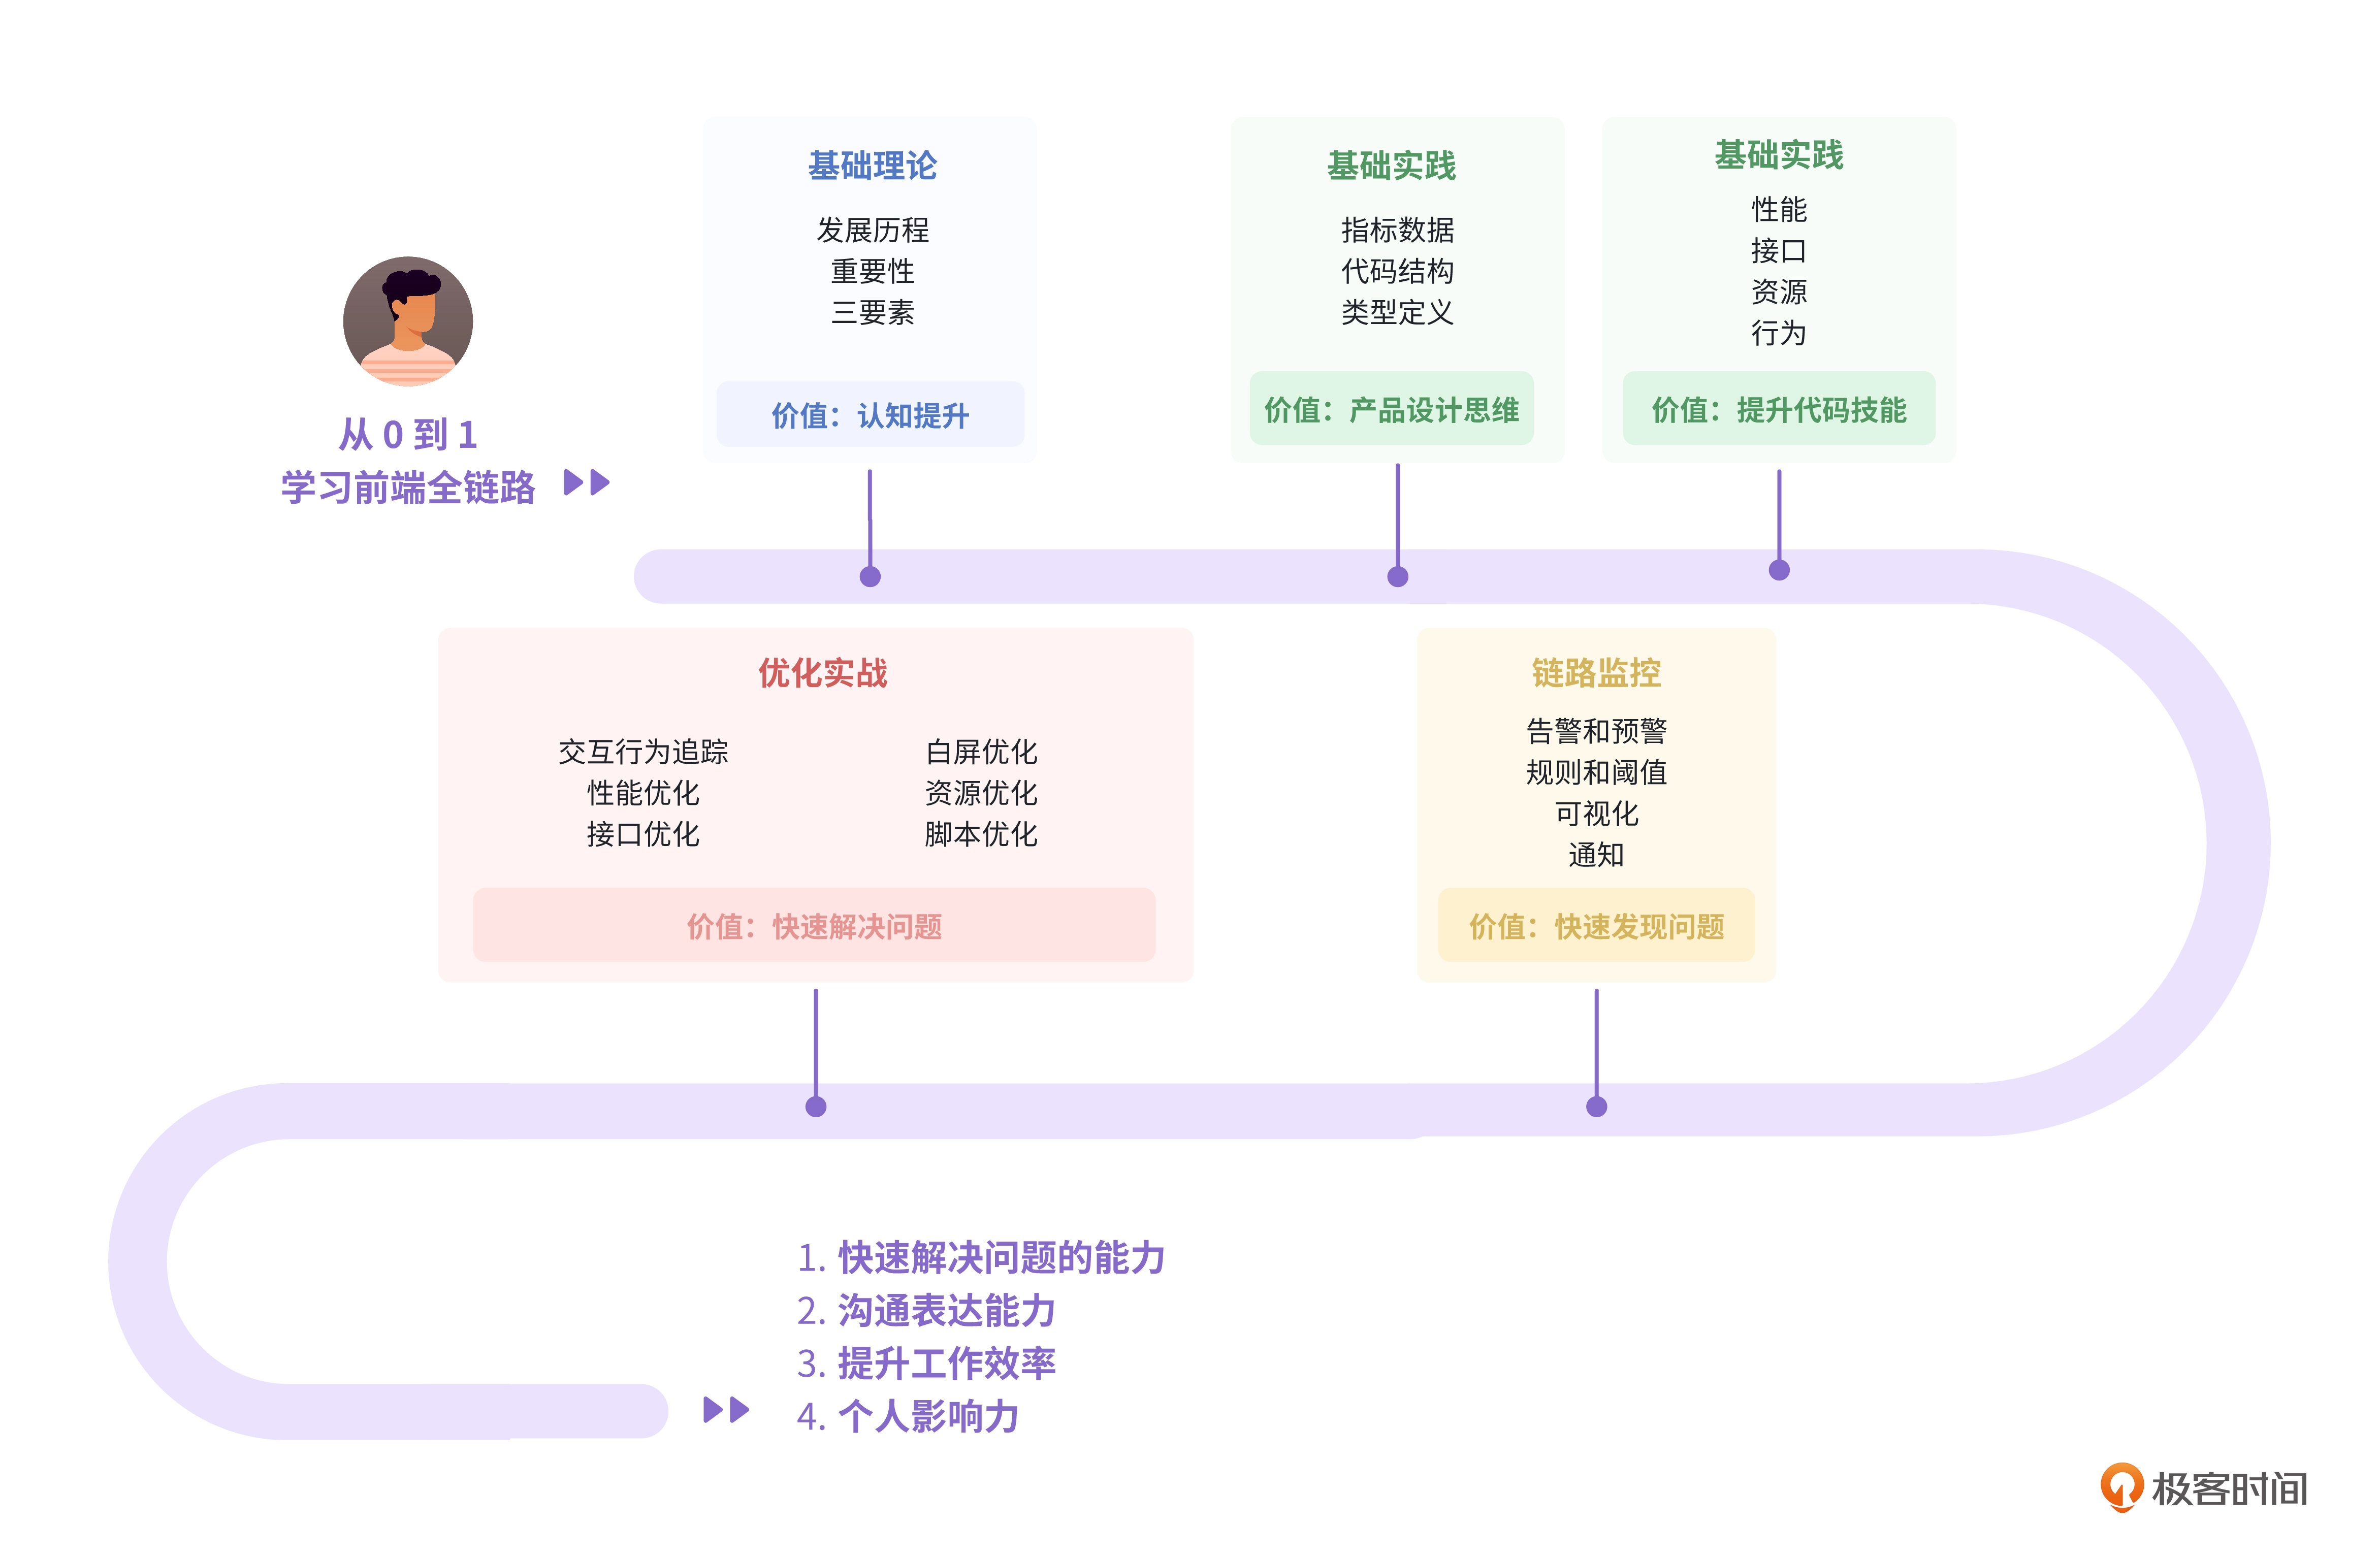 从 0 到 1
学习前端全链路
基础理论
发展历程
重要性
三要素
价值：认知提升
基础实践
指标数据
代码结构
类型定义
价值：产品设计思维
基础实践
性能
接口
资源
行为
价值：提升代码技能
优化实战
交互行为追踪
性能优化
接口优化
白屏优化
资源优化
脚本优化
价值：快速解决问题
链路监控
告警和预警
规则和阈值
可视化
通知
价值：快速发现问题
1. 快速解决问题的能力
2. 沟通表达能力
3. 提升工作效率
4. 个人影响力
极客时间